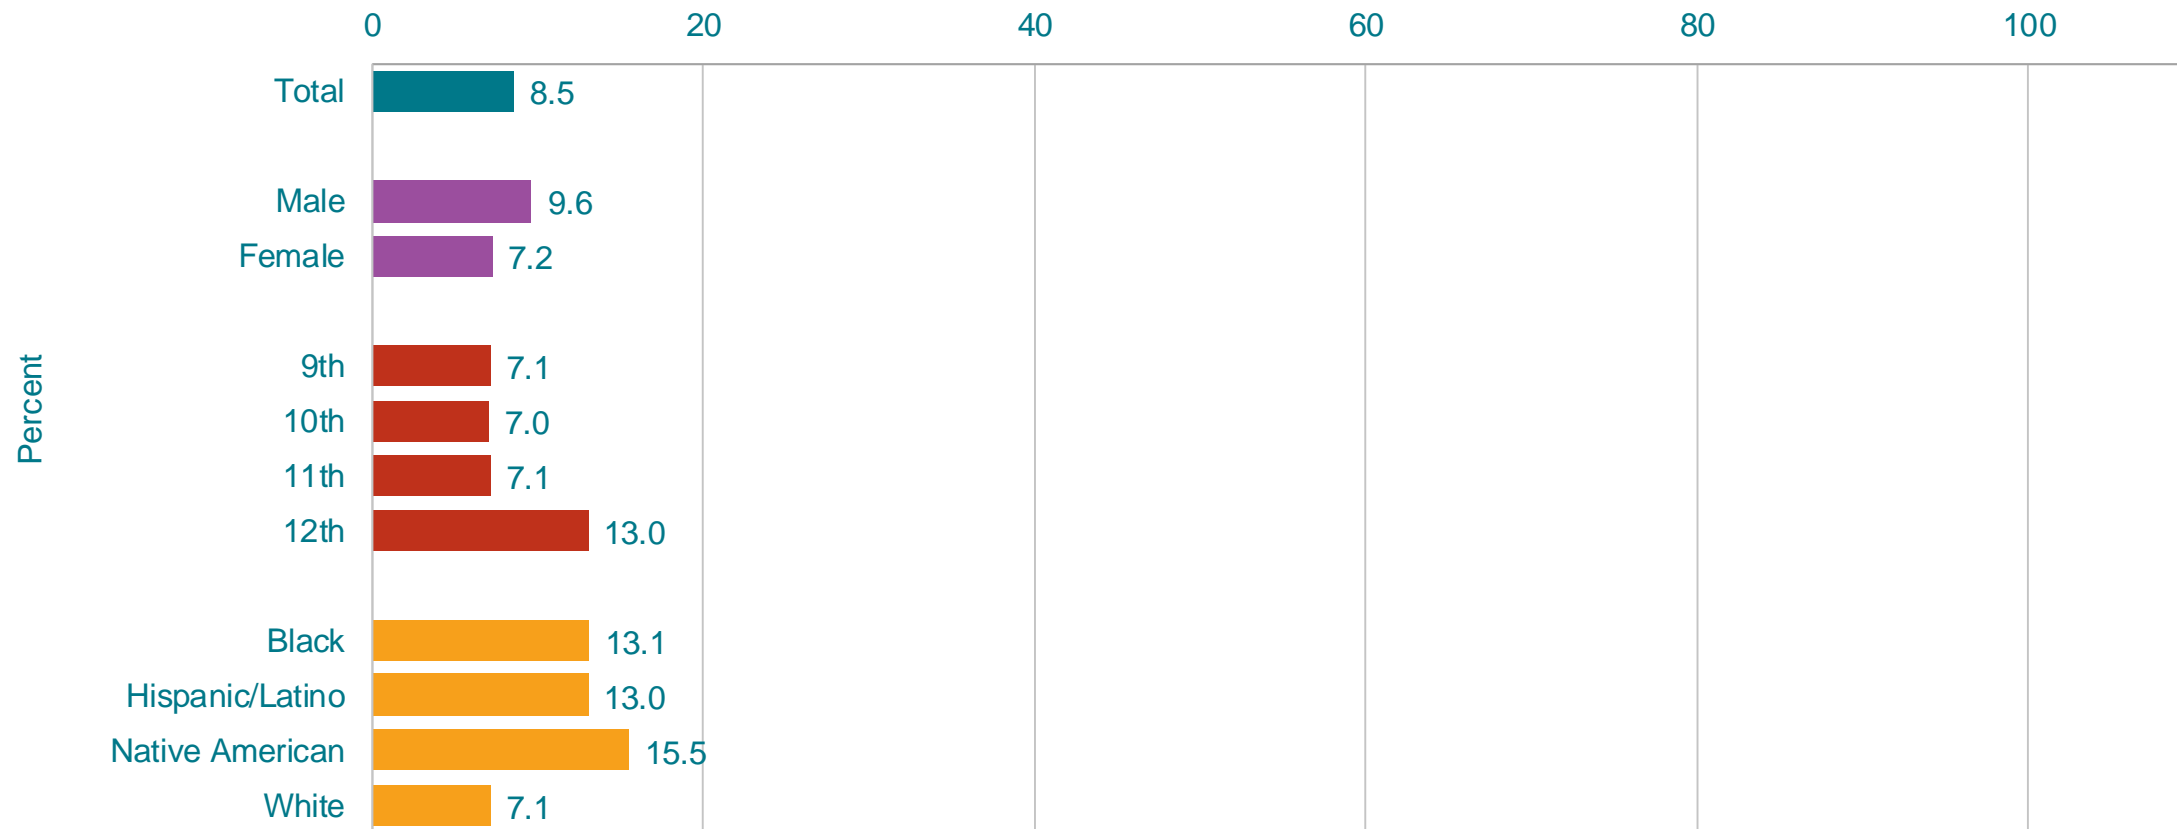 0 20 40 60 80 100
Total 8.5
Male 9.6
Female 7.2
Percent
9th 7.1
10th 7.0
11th 7.1
12th 13.0
Black 13.1
Hispanic/Latino 13.0
Native American 15.5
White 7.1